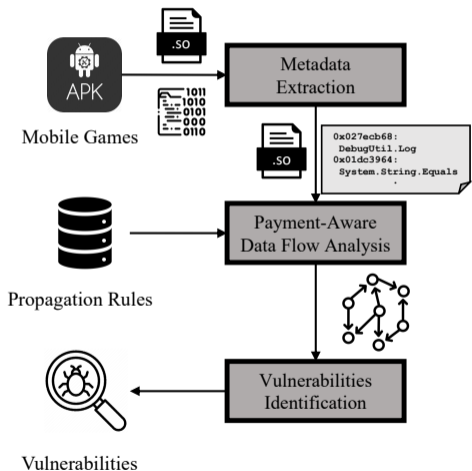 .so
Metadata
Extraction
APK
1011
1010
0101
000
0110
Mobile Games
.so
0x027ecb68:
DebugUtil.Log
0x01dc3964:
System.String.Equals
.
Payment-Aware
Data Flow Analysis
Propagation Rules
Vulnerabilities
Identification
Vulnerabilities